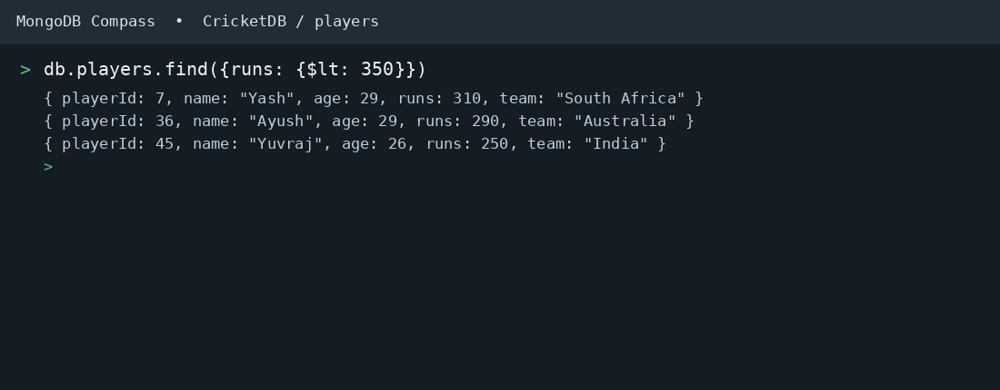 MongoDB Compass • CricketDB / players
> db.players.find({runs: {$lt: 350}})
{ playerId: 7, name: "Yash", age: 29, runs: 310, team: "South Africa" }
{ playerId: 36, name: "Ayush", age: 29, runs: 290, team: "Australia" }
{ playerId: 45, name: "Yuvraj", age: 26, runs: 250, team: "India" }
>